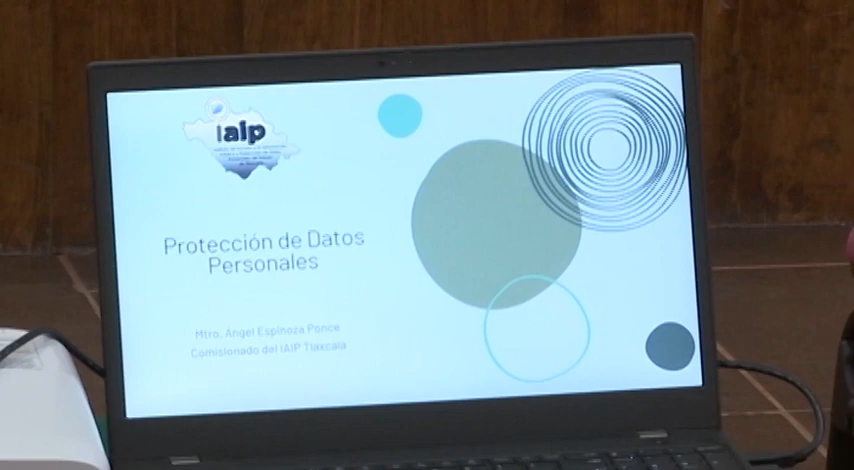 Iaip
Protección de Datos
Personales
Mtro. Angel Espinoza Ponce
Comisionado del IAIP Tlaxcala